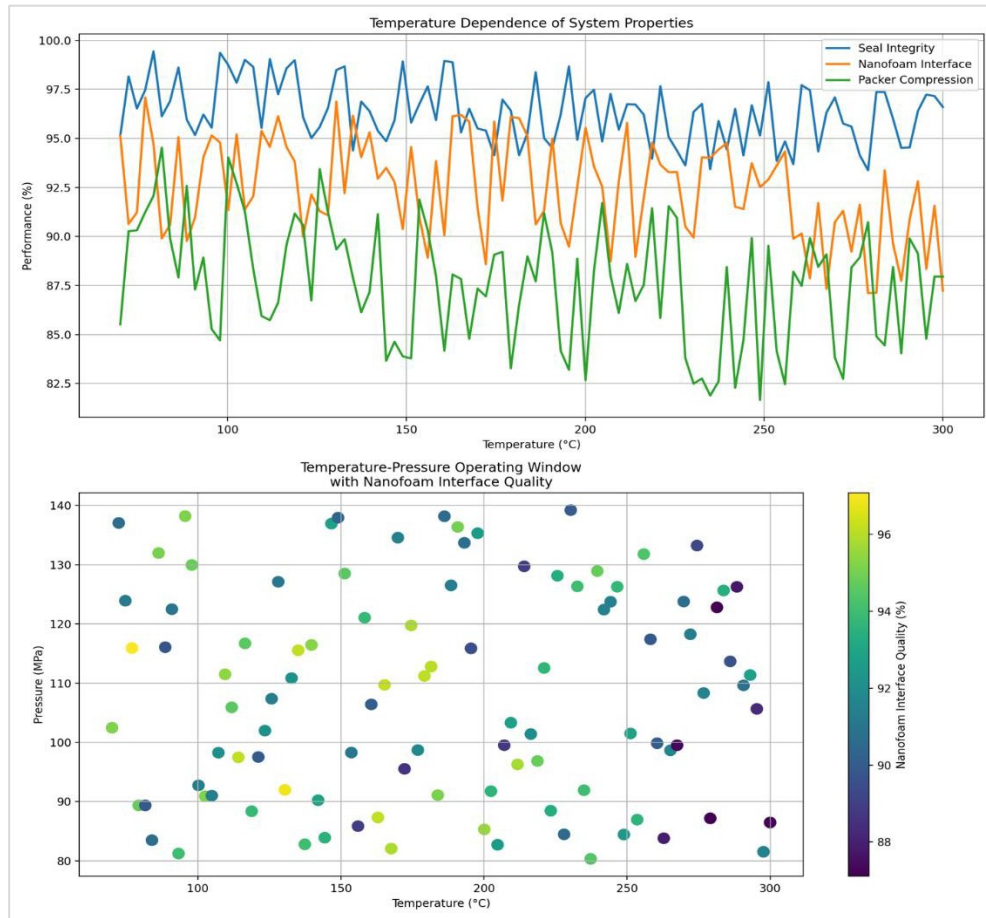 Temperature Dependence of System Properties
100.0
97.5
95.0
92.5
90.0
87.5
85.0
82.5
Performance (%)
Seal Integrity
Nanofoam Interface
Packer Compression
100
150
200
250
300
Temperature (°C)
Temperature-Pressure Operating Window
with Nanofoam Interface Quality
140
130
120
110
100
90
80
Pressure (MPa)
100
150
200
250
300
Temperature (°C)
96
94
92
90
88
Nanofoam Interface Quality (%)